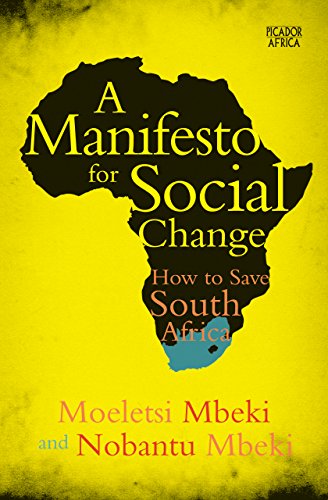 PICADOR
AFRICA
A
Manifesto
for Social
Change
How to Save
South
Africa
Moeletsi Mbeki
and Nobantu Mbeki